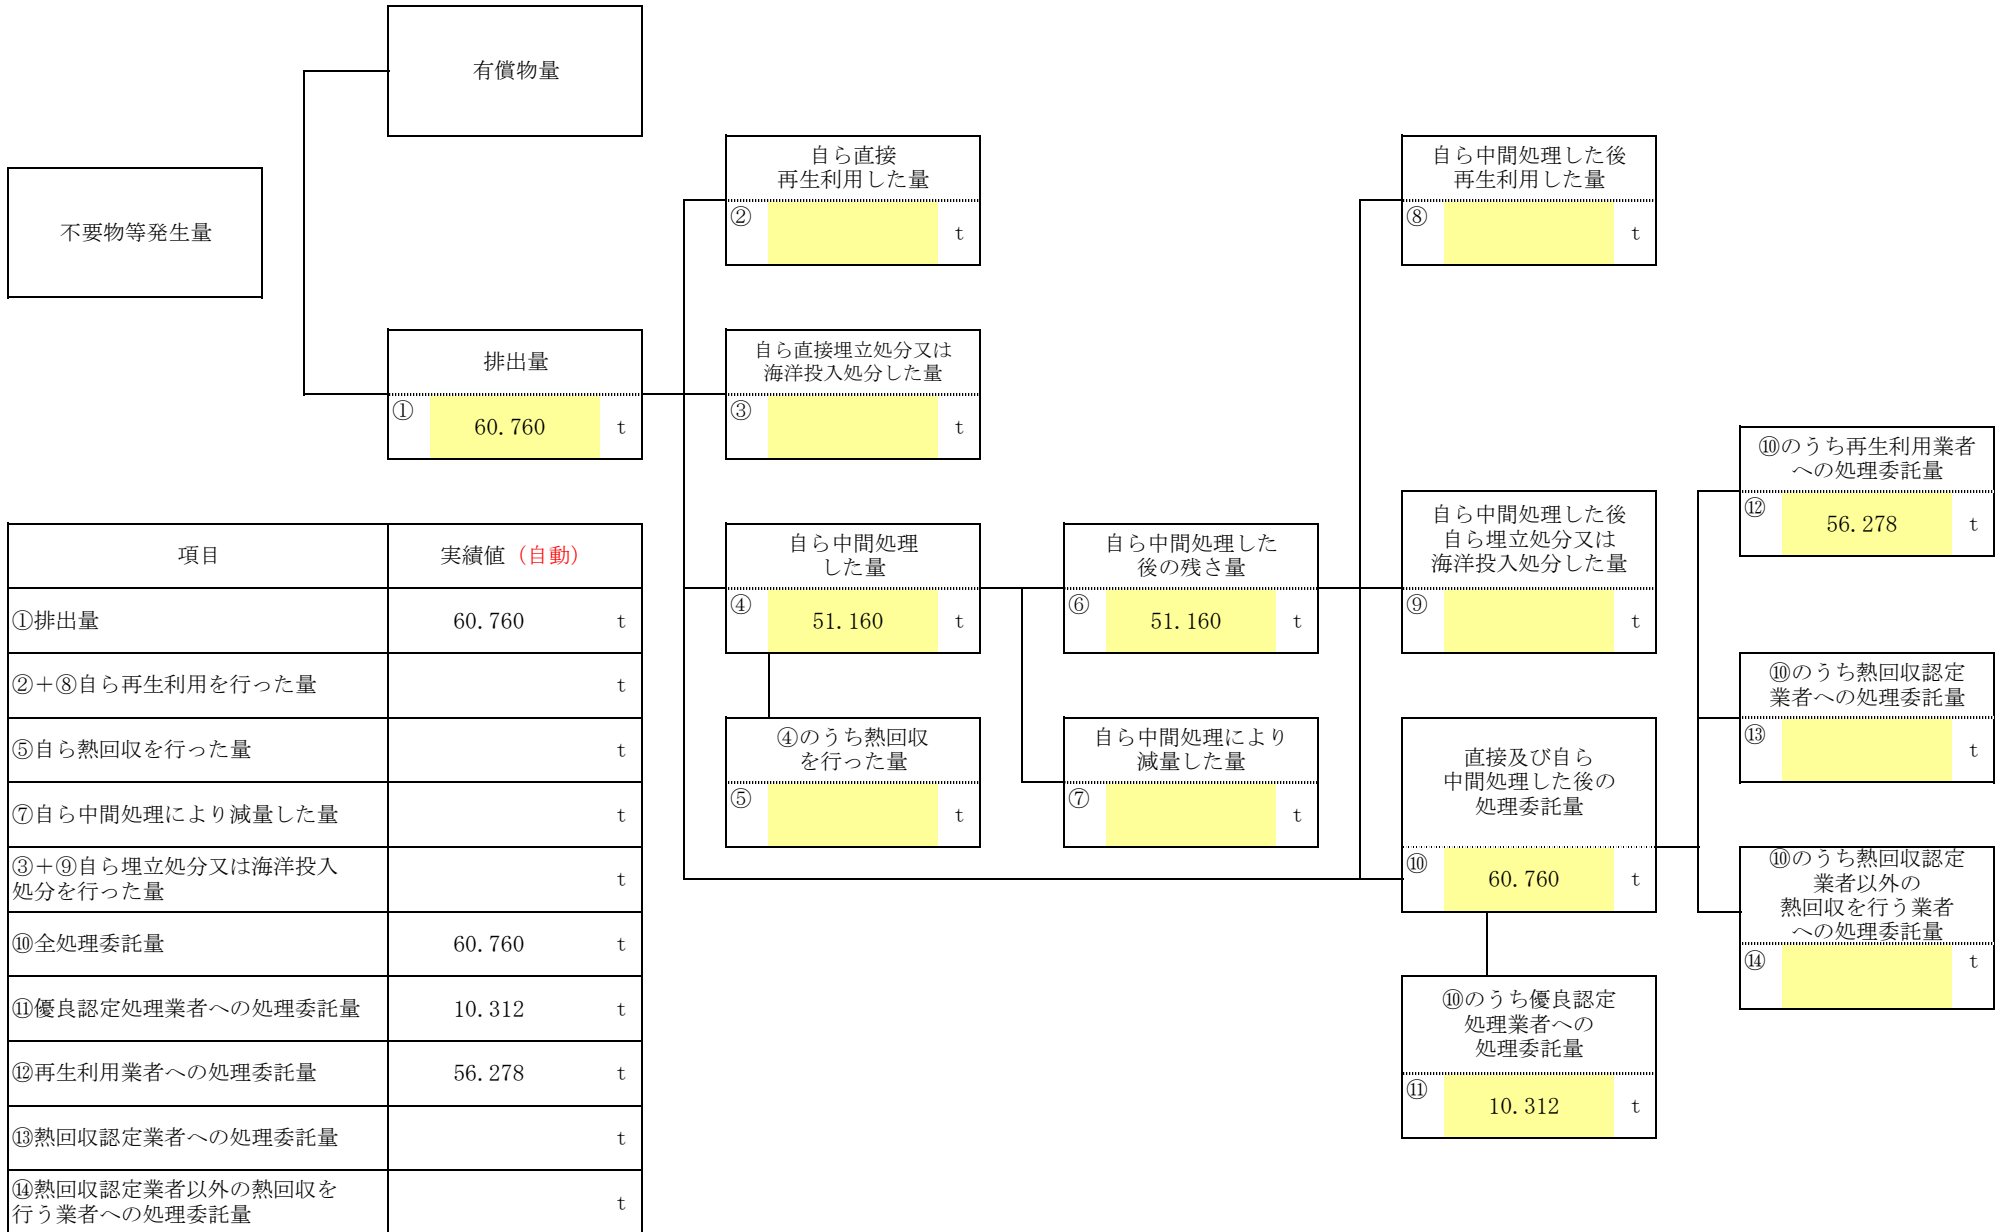 有償物量
不要物等発生量
自ら直接
再生利用した量
②
t
自ら中間処理した後
再生利用した量
⑧
t
排出量
①
60.760
t
自ら直接埋立処分又は
海洋投入処分した量
③
t
自ら中間処理
した量
④
51.160
t
自ら中間処理した
後の残さ量
⑥
51.160
t
自ら中間処理した後
自ら埋立処分又は
海洋投入処分した量
⑨
t
⑩のうち再生利用業者
への処理委託量
⑫
56.278
t
④のうち熱回収
を行った量
⑤
t
自ら中間処理により
減量した量
⑦
t
直接及び自ら
中間処理した後の
処理委託量
⑩
60.760
t
⑩のうち熱回収認定
業者への処理委託量
⑬
t
⑩のうち熱回収認定
業者以外の
熱回収を行う業者
への処理委託量
⑭
t
⑩のうち優良認定
処理業者への
処理委託量
⑪
10.312
t
項目 実績値（自動）
①排出量 60.760 t
②＋⑧自ら再生利用を行った量 t
⑤自ら熱回収を行った量 t
⑦自ら中間処理により減量した量 t
③＋⑨自ら埋立処分又は海洋投入
処分を行った量 t
⑩全処理委託量 60.760 t
⑪優良認定処理業者への処理委託量 10.312 t
⑫再生利用業者への処理委託量 56.278 t
⑬熱回収認定業者への処理委託量 t
⑭熱回収認定業者以外の熱回収を
行う業者への処理委託量 t